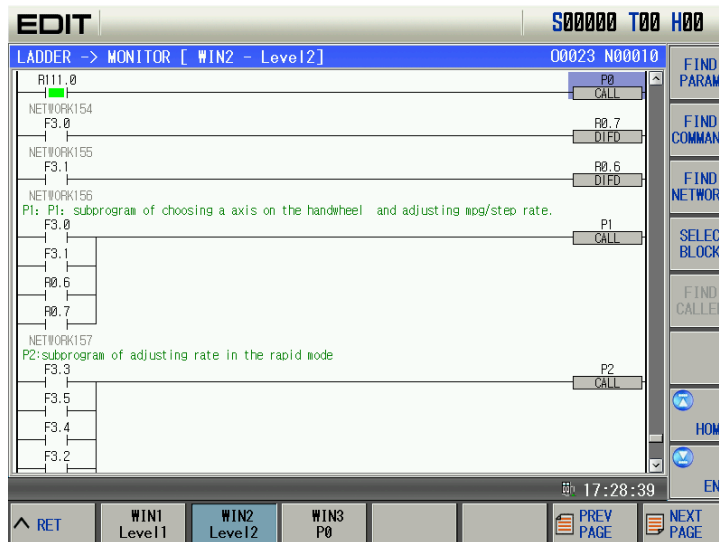 EDIT S00000 T00 H00
LADDER -> MONITOR [ WIN2 - Level2] O0023 N00010
R111.0 P0
CALL
NETWORK154
F3.0 R0.7
DIFD
NETWORK155
F3.1 R0.6
DIFD
NETWORK156
P1: P1: subprogram of choosing a axis on the handwheel and adjusting mpg/step rate.
F3.0 P1
CALL
F3.1
R0.6
R0.7
NETWORK157
P2:subprogram of adjusting rate in the rapid mode
F3.3 P2
CALL
F3.5
F3.4
F3.2
17:28:39
FIND
PARAM
FIND
COMMAN
FIND
NETWOR
SELEC
BLOCK
FIND
CALLE
HOM
EN
RET
WIN1
Level1
WIN2
Level2
WIN3
P0
PREV
PAGE
NEXT
PAGE